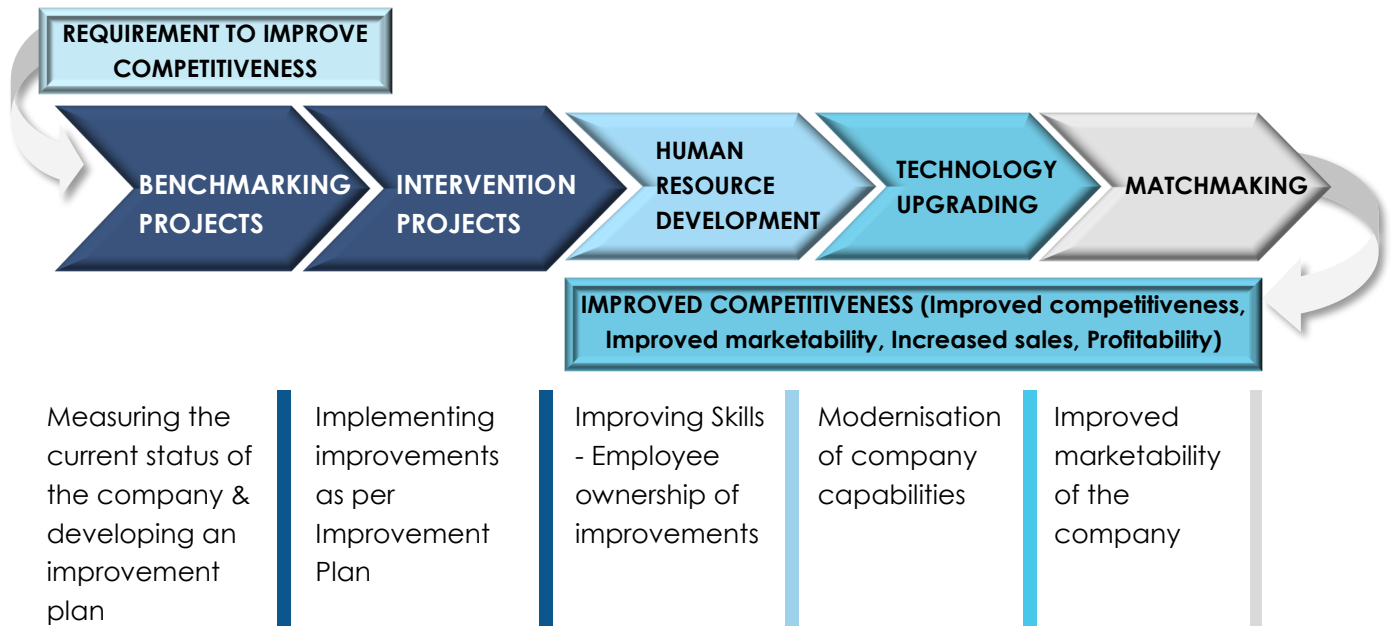 REQUIREMENT TO IMPROVE
COMPETITIVENESS
BENCHMARKING
PROJECTS
INTERVENTION
PROJECTS
HUMAN
RESOURCE
DEVELOPMENT
TECHNOLOGY
UPGRADING
MATCHMAKING
IMPROVED COMPETITIVENESS (Improved competitiveness,
Improved marketability, Increased sales, Profitability)
Measuring the
current status of
the company &
developing an
improvement
plan
Implementing
improvements
as per
Improvement
Plan
Improving Skills
- Employee
ownership of
improvements
Modernisation
of company
capabilities
Improved
marketability
of the
company